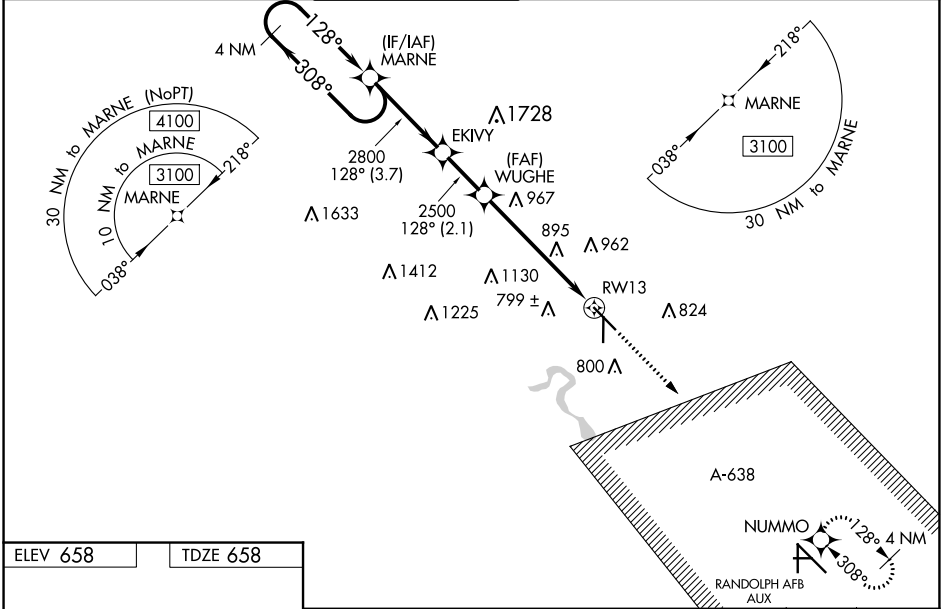 128°
4 NM
308°
(IF/IAF)
MARNE
2800
128° (3.7)
EKIVY
1728
2500
128° (2.1)
(FAF)
WUGHE
967
1633
895
962
1412
1130
799 ±
1225
RW13
824
800
30 NM to MARNE (NoPT)
4100
10 NM to MARNE
3100
218°
MARNE
038°
218°
MARNE
3100
038°
30 NM to MARNE
A-638
NUMMO
128°
4 NM
308°
RANDOLPH AFB
AUX
ELEV 658
TDZE 658